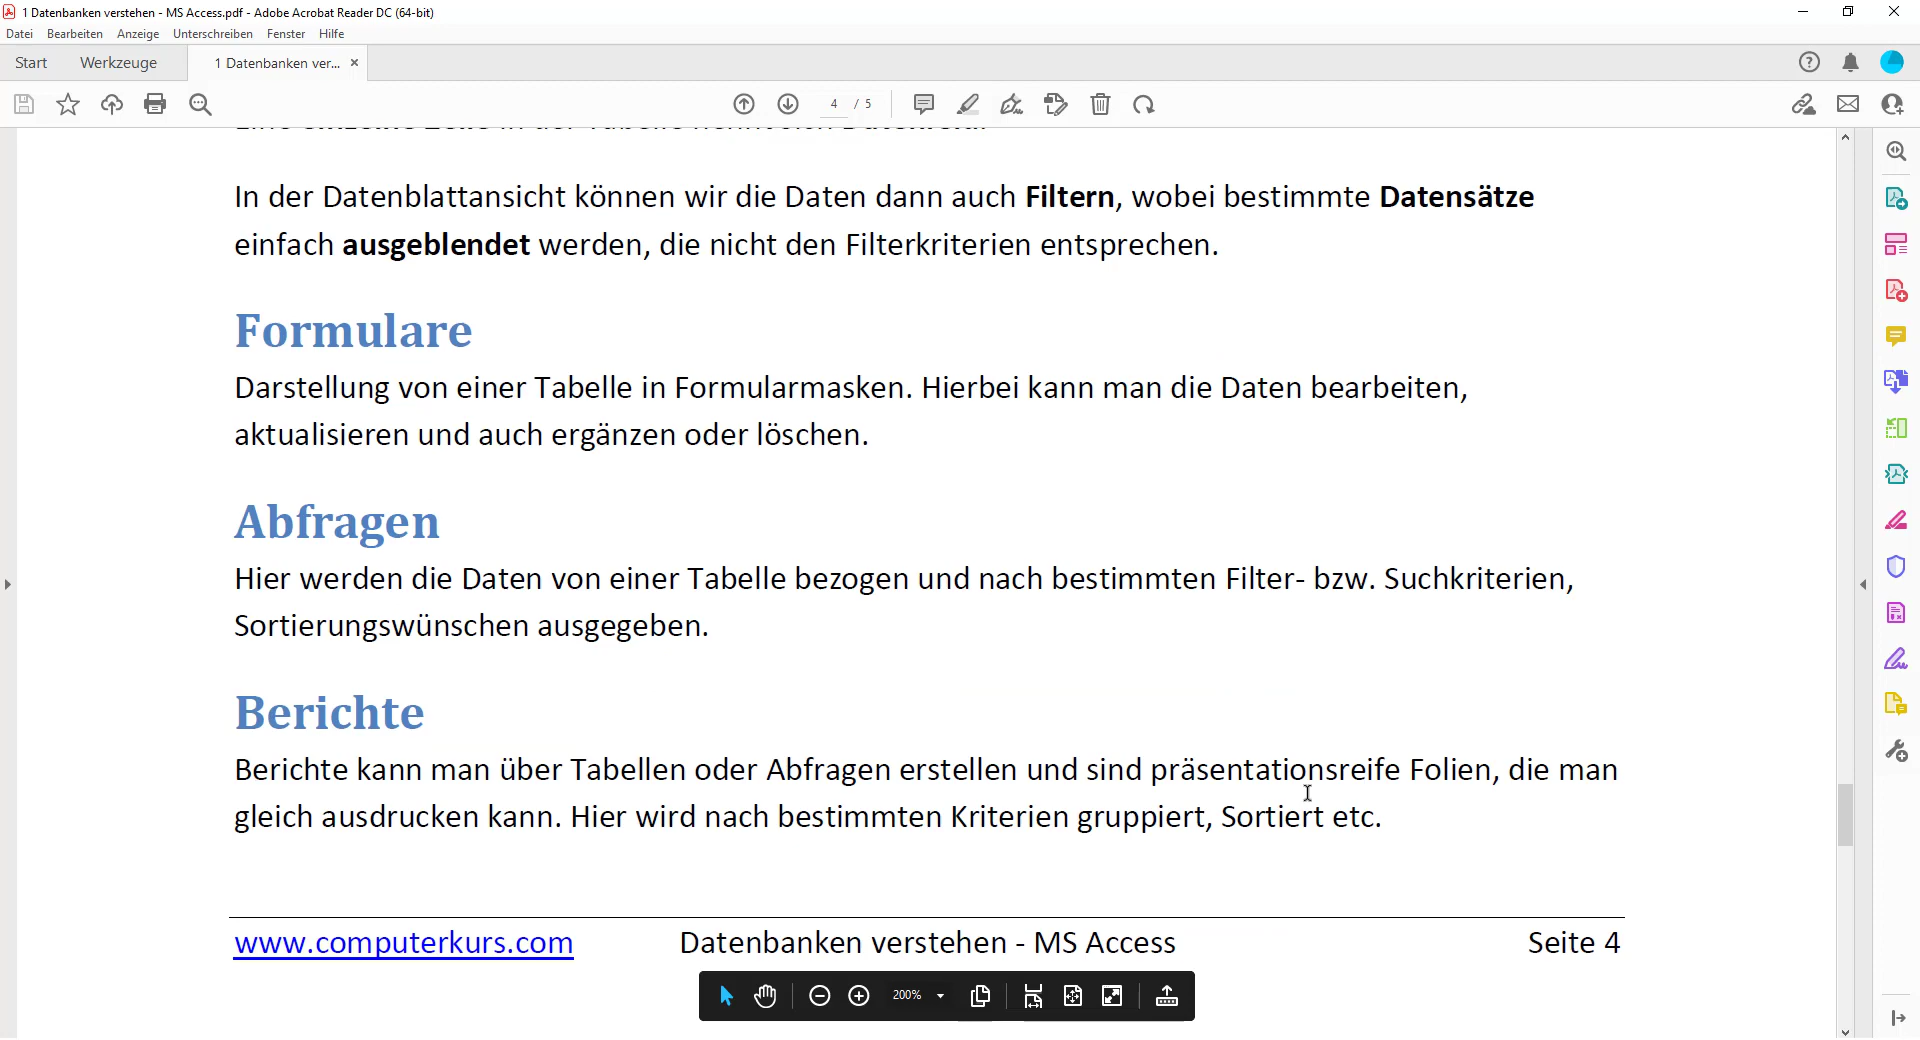 1 Datenbanken verstehen - MS Access.pdf - Adobe Acrobat Reader DC (64-bit)
Datei Bearbeiten Anzeige Unterschreiben Fenster Hilfe
Start Werkzeuge 1 Datenbanken ver...
4 / 5
In der Datenblattansicht können wir die Daten dann auch Filtern, wobei bestimmte Datensätze
einfach ausgeblendet werden, die nicht den Filterkriterien entsprechen.
Formulare
Darstellung von einer Tabelle in Formularmasken. Hierbei kann man die Daten bearbeiten,
aktualisieren und auch ergänzen oder löschen.
Abfragen
Hier werden die Daten von einer Tabelle bezogen und nach bestimmten Filter- bzw. Suchkriterien,
Sortierungswünschen ausgegeben.
Berichte
Berichte kann man über Tabellen oder Abfragen erstellen und sind präsentationsreife Folien, die man
gleich ausdrucken kann. Hier wird nach bestimmten Kriterien gruppiert, Sortiert etc.
www.computerkurs.com Datenbanken verstehen - MS Access Seite 4
200%